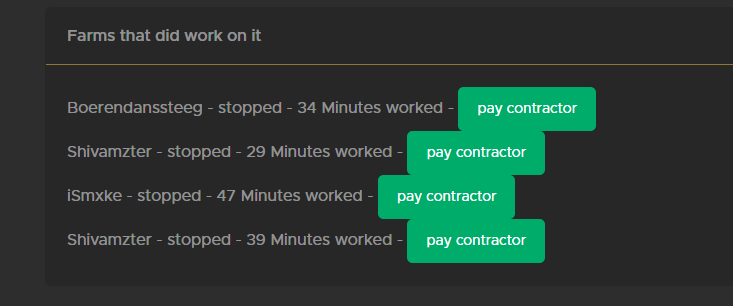 Farms that did work on it
Boerendanssteeg - stopped - 34 Minutes worked - pay contractor
Shivamzter - stopped - 29 Minutes worked - pay contractor
iSmxke - stopped - 47 Minutes worked - pay contractor
Shivamzter - stopped - 39 Minutes worked - pay contractor